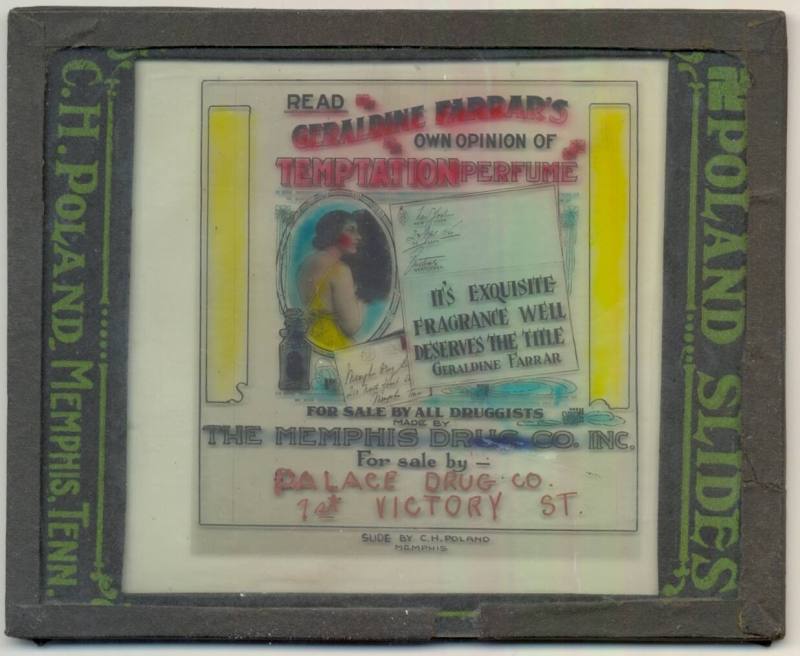 C. H. POLAND, MEMPHIS, TENN.
READ
GERALDINE FARRAR'S
OWN OPINION OF
TEMPTATION PERFUME
IT'S EXQUISITE
FRAGRANCE WELL
DESERVES THE TITLE
GERALDINE FARRAR
FOR SALE BY ALL DRUGGISTS
MADE BY
THE MEMPHIS DRUG CO. INC.
For sale by —
PALACE DRUG CO.
7st VICTORY ST.
SLIDE BY C.H. POLAND
MEMPHIS
POLAND SLIDES